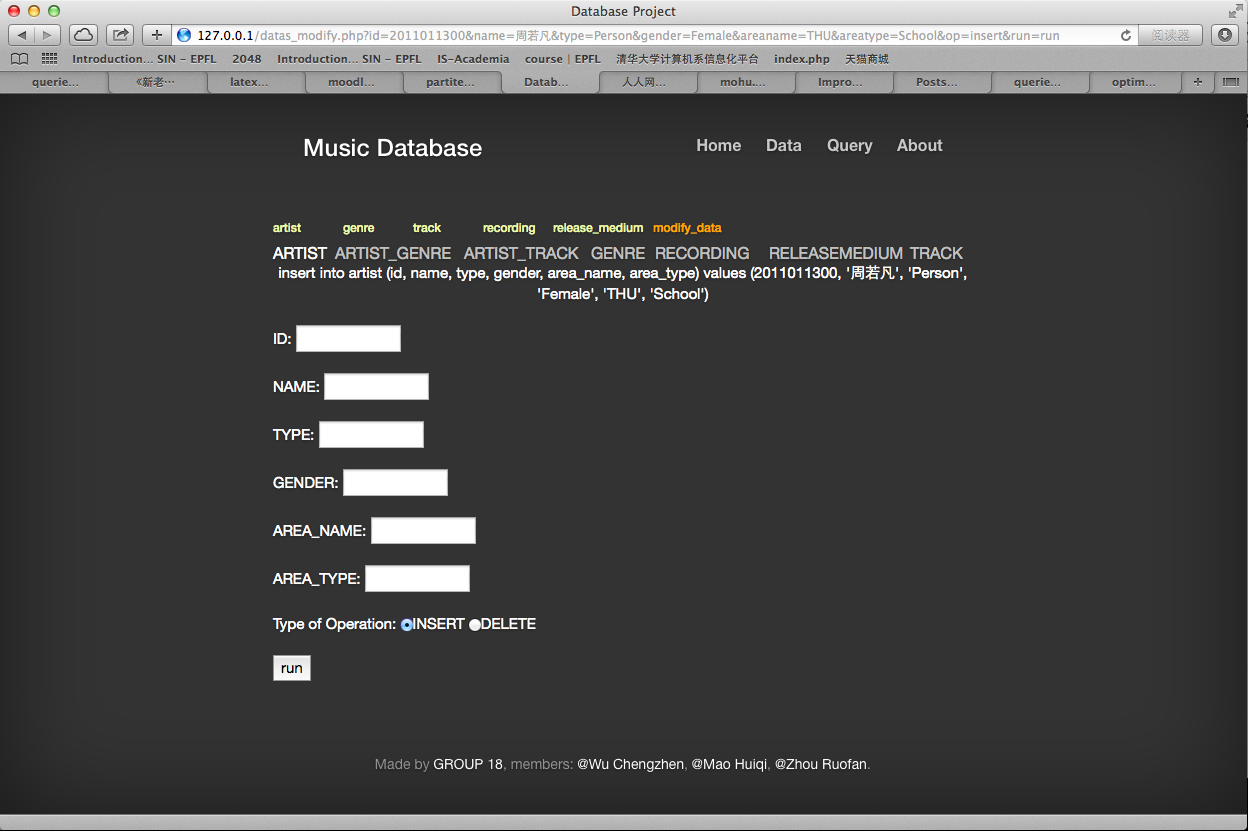 Database Project
127.0.0.1/datas_modify.php?id=2011011300&name=周若凡&type=Person&gender=Female&areaname=THU&areatype=School&op=insert&run=run
阅读器
Introduction... SIN – EPFL 2048 Introduction... SIN – EPFL IS-Academia course | EPFL 清华大学计算机系信息化平台 index.php 天猫商城
querie... 《新老… latex... moodl... partite... Datab... 人人网... mohu.... Impro... Posts... querie... optim...
Music Database Home Data Query About
artist genre track recording release_medium modify_data
ARTIST ARTIST_GENRE ARTIST_TRACK GENRE RECORDING RELEASEMEDIUM TRACK
insert into artist (id, name, type, gender, area_name, area_type) values (2011011300, '周若凡', 'Person',
'Female', 'THU', 'School')
ID:
NAME:
TYPE:
GENDER:
AREA_NAME:
AREA_TYPE:
Type of Operation: INSERT DELETE
run
Made by GROUP 18, members: @Wu Chengzhen, @Mao Huiqi, @Zhou Ruofan.